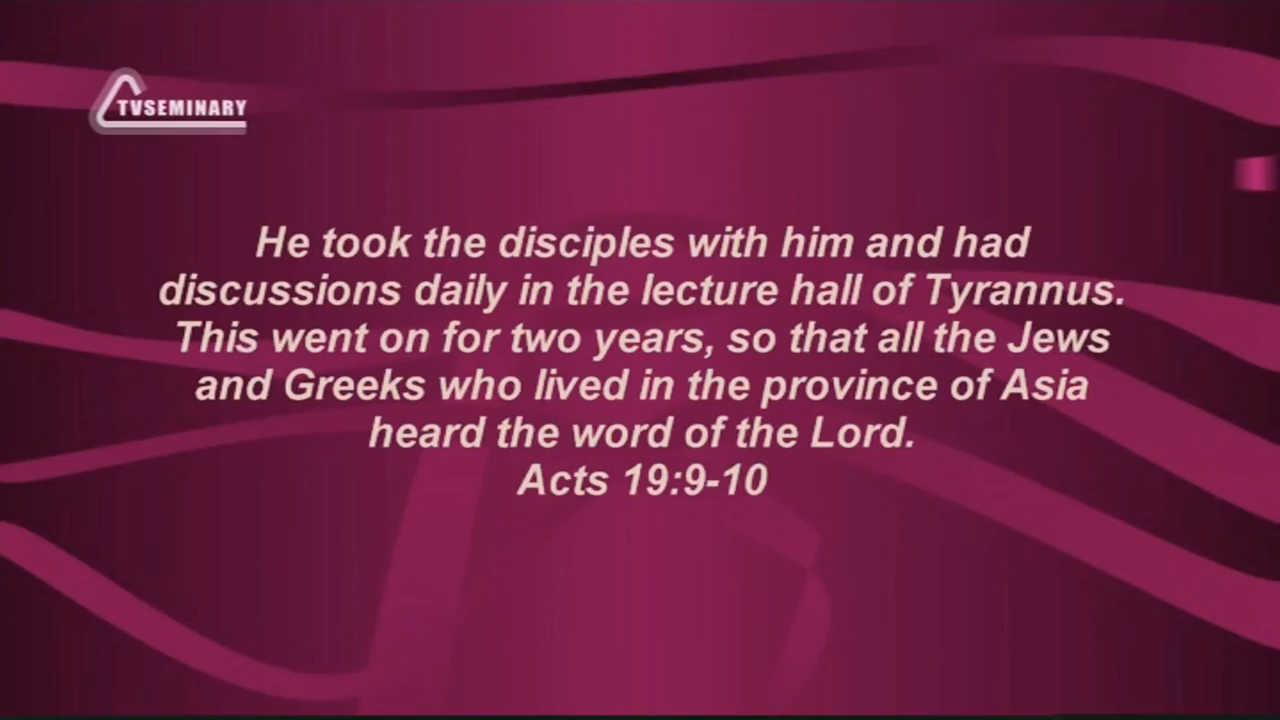 TVSEMINARY
He took the disciples with him and had
discussions daily in the lecture hall of Tyrannus.
This went on for two years, so that all the Jews
and Greeks who lived in the province of Asia
heard the word of the Lord.
Acts 19:9-10